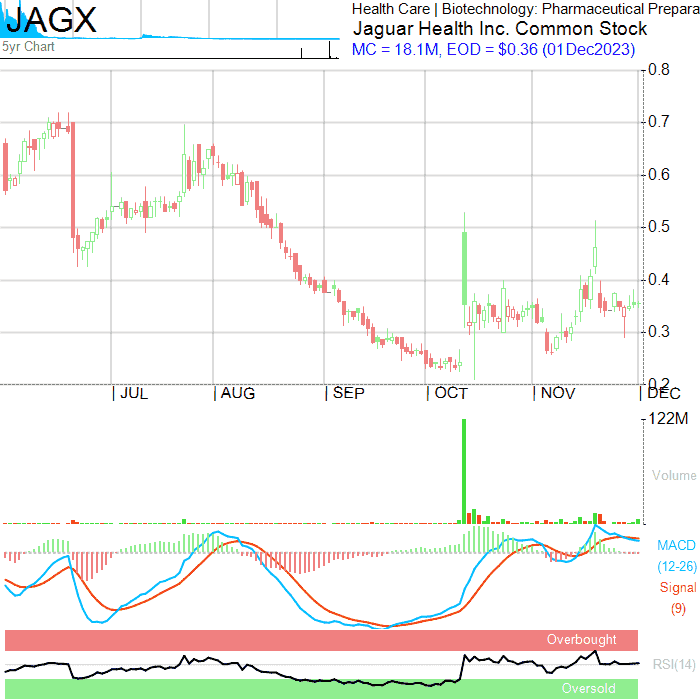 JAGX
Health Care | Biotechnology: Pharmaceutical Prepara
Jaguar Health Inc. Common Stock
5yr Chart
MC = 18.1M, EOD = $0.36 (01Dec2023)
0.8
0.7
0.6
0.5
0.4
0.3
0.2
JUL AUG SEP OCT NOV DEC
122M
Volume
MACD
(12-26)
Signal
(9)
Overbought
RSI(14)
Oversold